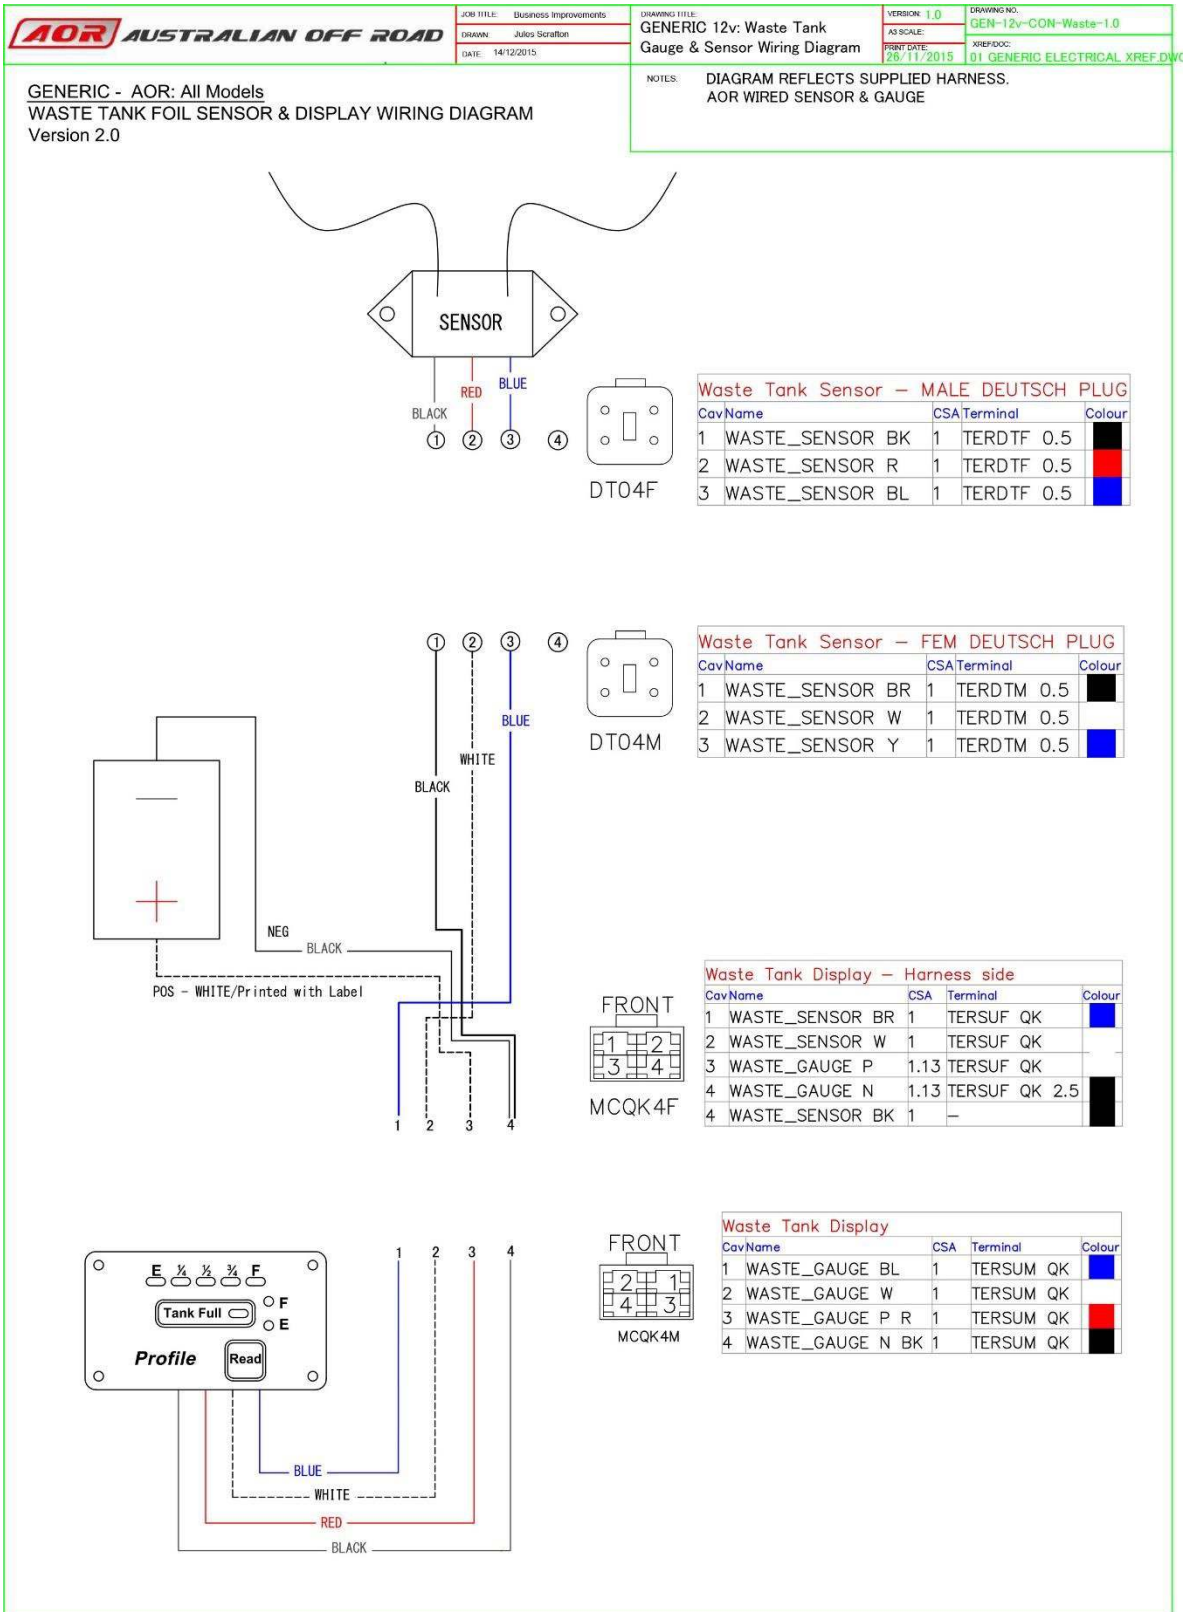 AOR AUSTRALIAN OFF ROAD
JOB TITLE: Business Improvements
DRAWN: Jules Scrafton
DATE: 14/12/2015
DRAWING TITLE:
GENERIC 12v: Waste Tank
Gauge & Sensor Wiring Diagram
VERSION: 1.0
A3 SCALE:
PRINT DATE:
26/11/2015
DRAWING NO.
GEN-12v-CON-Waste-1.0
XREF/DOC:
01 GENERIC ELECTRICAL XREF.DWG
NOTES: DIAGRAM REFLECTS SUPPLIED HARNESS.
AOR WIRED SENSOR & GAUGE
GENERIC - AOR: All Models
WASTE TANK FOIL SENSOR & DISPLAY WIRING DIAGRAM
Version 2.0
SENSOR
BLACK RED BLUE
1 2 3 4
DT04F
Waste Tank Sensor – MALE DEUTSCH PLUG
Cav Name CSA Terminal Colour
1 WASTE_SENSOR BK 1 TERDTF 0.5
2 WASTE_SENSOR R 1 TERDTF 0.5
3 WASTE_SENSOR BL 1 TERDTF 0.5
1 2 3 4
BLUE
WHITE
BLACK
DT04M
Waste Tank Sensor – FEM DEUTSCH PLUG
Cav Name CSA Terminal Colour
1 WASTE_SENSOR BR 1 TERDTM 0.5
2 WASTE_SENSOR W 1 TERDTM 0.5
3 WASTE_SENSOR Y 1 TERDTM 0.5
NEG
BLACK
POS - WHITE/Printed with Label
1 2 3 4
FRONT
1 2
3 4
MCQK4F
Waste Tank Display – Harness side
Cav Name CSA Terminal Colour
1 WASTE_SENSOR BR 1 TERSUF QK
2 WASTE_SENSOR W 1 TERSUF QK
3 WASTE_GAUGE P 1.13 TERSUF QK
4 WASTE_GAUGE N 1.13 TERSUF QK 2.5
4 WASTE_SENSOR BK 1 –
1 2 3 4
E ¼ ½ ¾ F
Tank Full
F
E
Profile Read
BLUE
WHITE
RED
BLACK
FRONT
2 1
4 3
MCQK4M
Waste Tank Display
Cav Name CSA Terminal Colour
1 WASTE_GAUGE BL 1 TERSUM QK
2 WASTE_GAUGE W 1 TERSUM QK
3 WASTE_GAUGE P R 1 TERSUM QK
4 WASTE_GAUGE N BK 1 TERSUM QK